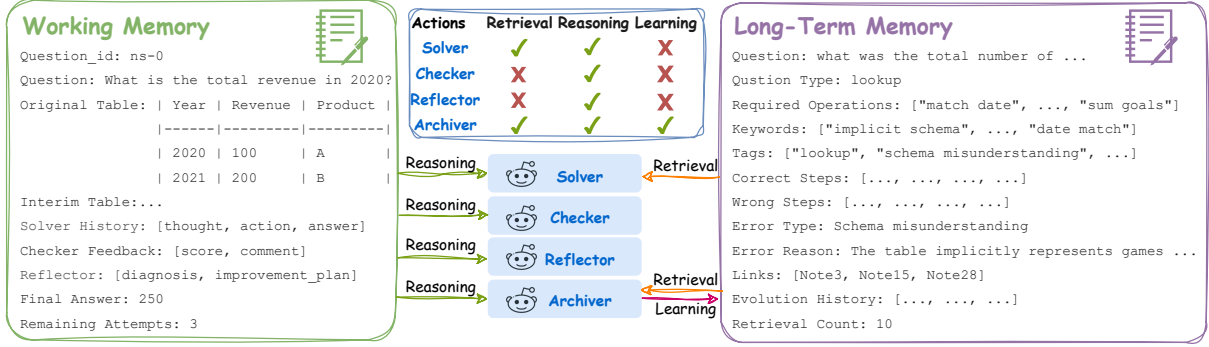 Working Memory
Question_id: ns-0
Question: What is the total revenue in 2020?
Original Table: | Year | Revenue | Product |
|------|---------|---------|
| 2020 | 100 | A |
| 2021 | 200 | B |
Interim Table:...
Solver History: [thought, action, answer]
Checker Feedback: [score, comment]
Reflector: [diagnosis, improvement_plan]
Final Answer: 250
Remaining Attempts: 3
Actions Retrieval Reasoning Learning
Solver ✓ ✓ X
Checker X ✓ X
Reflector X ✓ X
Archiver ✓ ✓ ✓
Reasoning Solver Retrieval
Reasoning Checker
Reasoning Reflector
Reasoning Archiver Retrieval
Learning
Long-Term Memory
Question: what was the total number of ...
Qustion Type: lookup
Required Operations: ["match date", ..., "sum goals"]
Keywords: ["implicit schema", ..., "date match"]
Tags: ["lookup", "schema misunderstanding", ...]
Correct Steps: [..., ..., ..., ...]
Wrong Steps: [..., ..., ..., ...]
Error Type: Schema misunderstanding
Error Reason: The table implicitly represents games ...
Links: [Note3, Note15, Note28]
Evolution History: [..., ..., ...]
Retrieval Count: 10